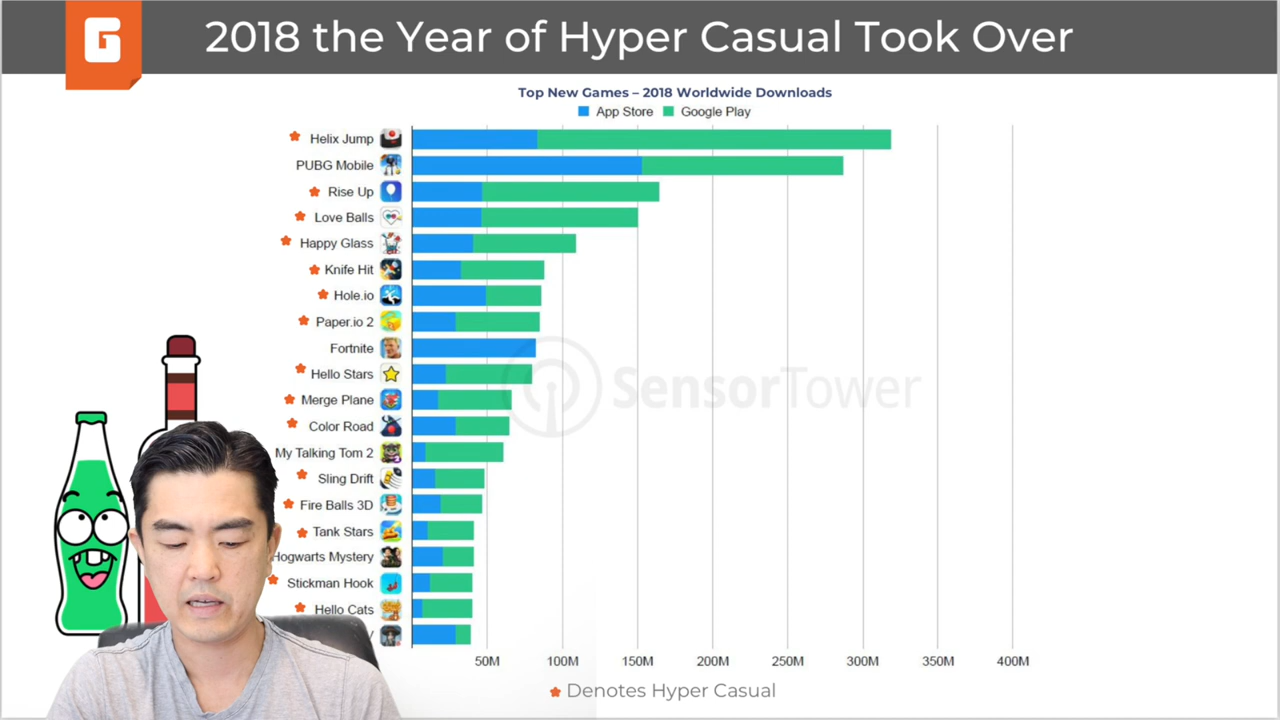 G
2018 the Year of Hyper Casual Took Over
Top New Games – 2018 Worldwide Downloads
App Store Google Play
Helix Jump
PUBG Mobile
Rise Up
Love Balls
Happy Glass
Knife Hit
Hole.io
Paper.io 2
Fortnite
Hello Stars
Merge Plane
Color Road
My Talking Tom 2
Sling Drift
Fire Balls 3D
Tank Stars
Hogwarts Mystery
Stickman Hook
Hello Cats
SensorTower
50M 100M 150M 200M 250M 300M 350M 400M
Denotes Hyper Casual